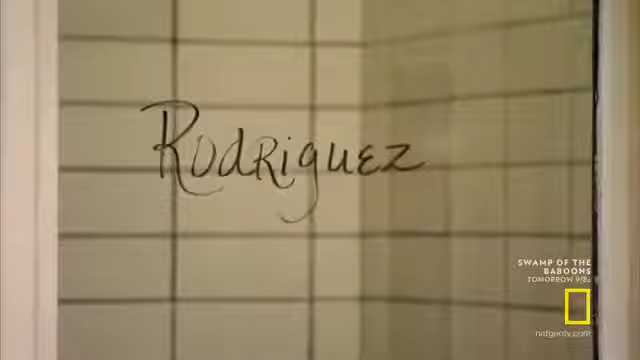 Rodriguez
SWAMP OF THE
BABOONS
TOMORROW 9/8c
natgeotv.com